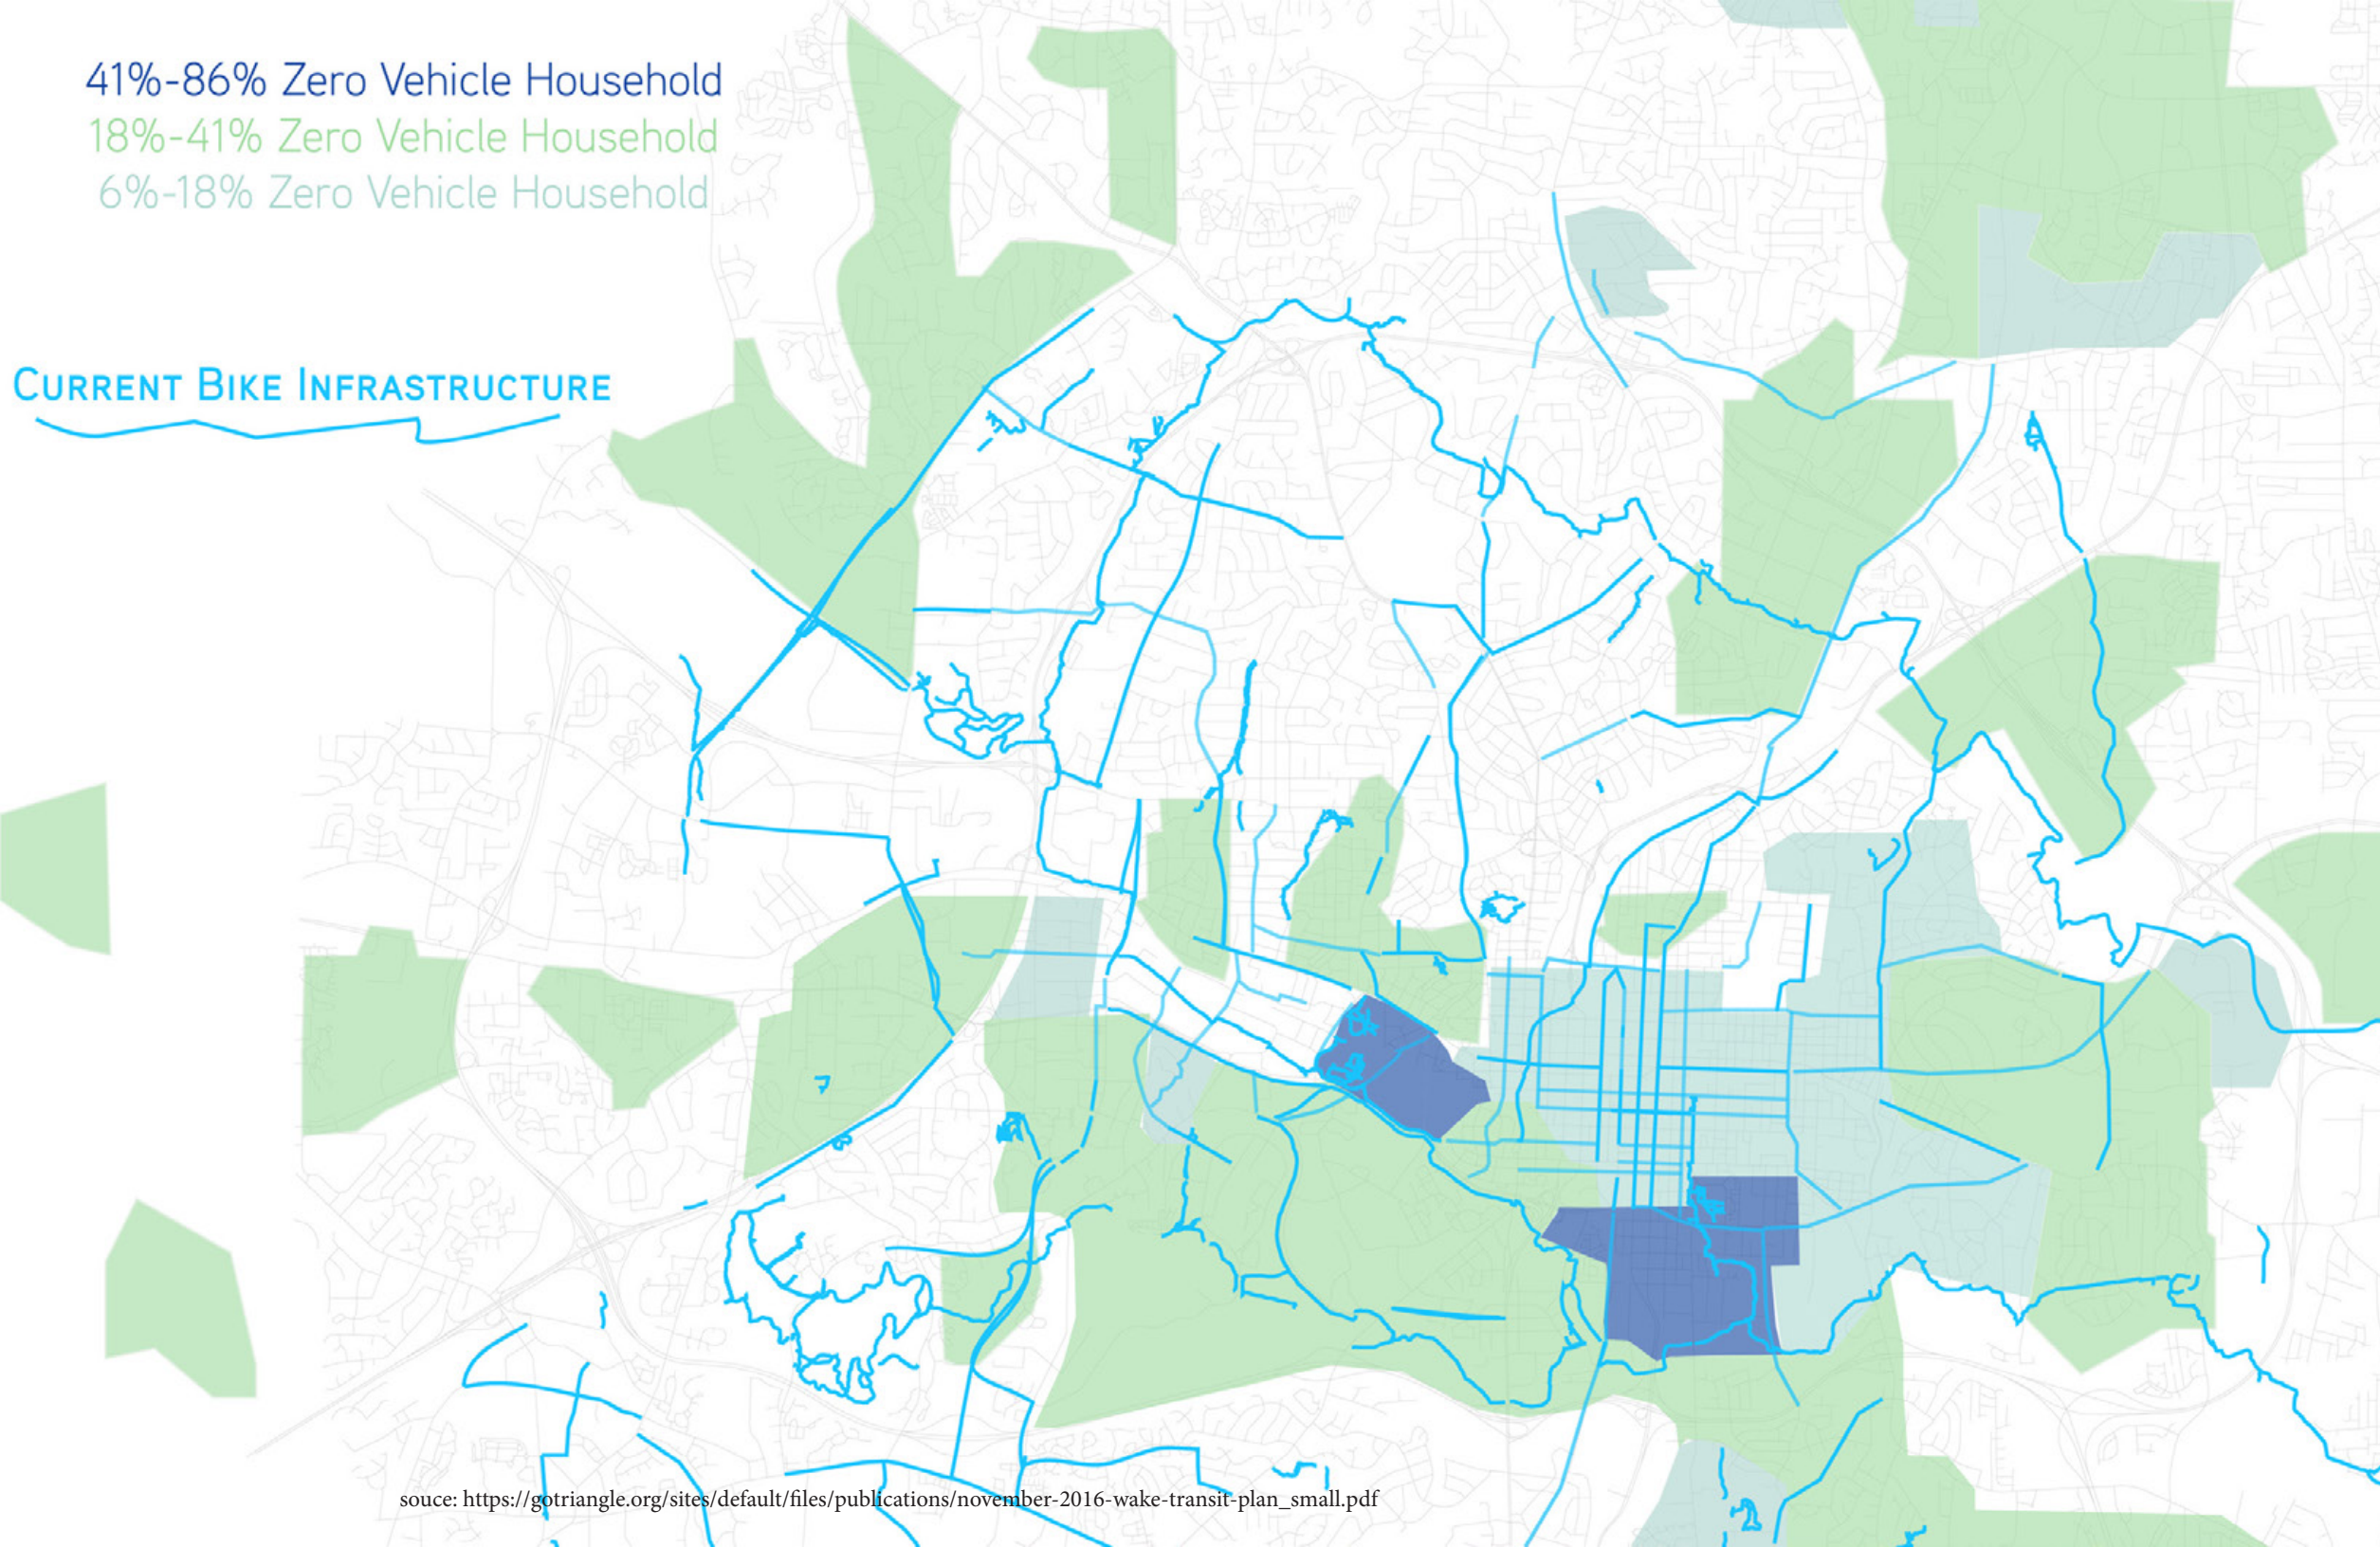 41%-86% Zero Vehicle Household
18%-41% Zero Vehicle Household
6%-18% Zero Vehicle Household
CURRENT BIKE INFRASTRUCTURE
souce: https://gotriangle.org/sites/default/files/publications/november-2016-wake-transit-plan_small.pdf